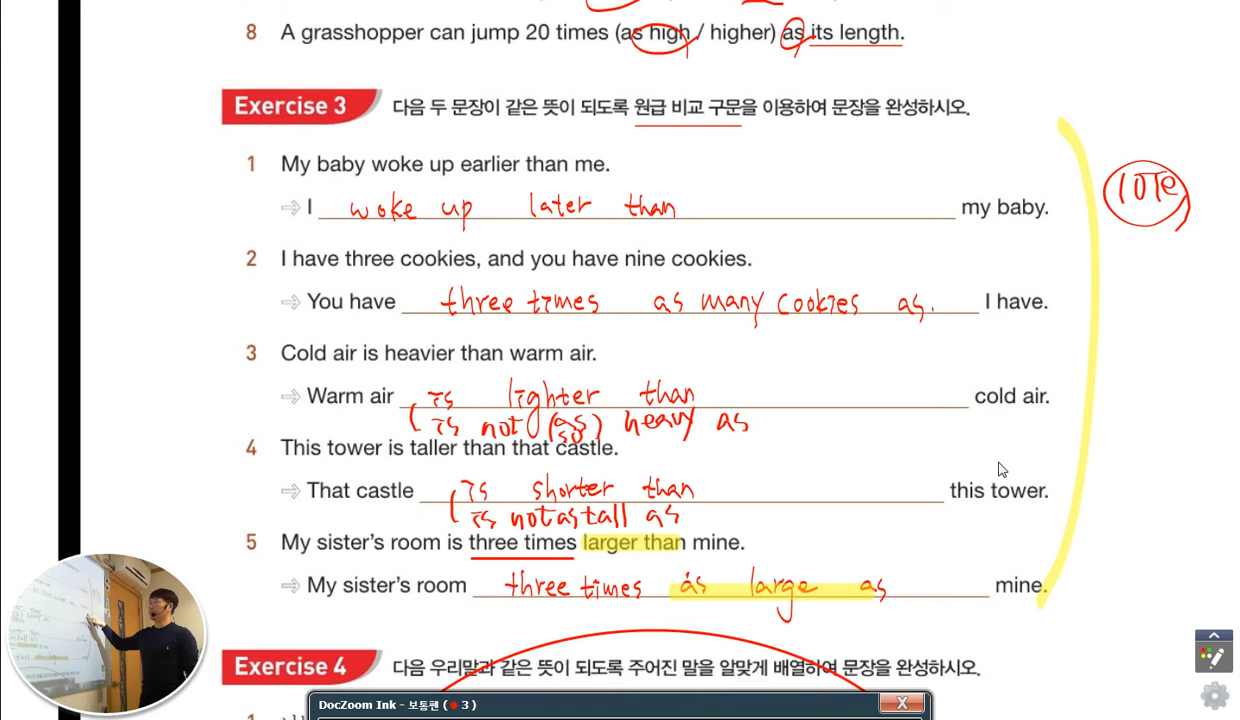 8 A grasshopper can jump 20 times (as high / higher) as its length.
Exercise 3 다음 두 문장이 같은 뜻이 되도록 원급 비교 구문을 이용하여 문장을 완성하시오.
1 My baby woke up earlier than me.
⇨ I woke up later than my baby.
2 I have three cookies, and you have nine cookies.
⇨ You have three times as many cookies as. I have.
3 Cold air is heavier than warm air.
⇨ Warm air is lighter than cold air.
( is not (as) heavy as
so
4 This tower is taller than that castle.
⇨ That castle is shorter than this tower.
( is not as tall as
5 My sister's room is three times larger than mine.
⇨ My sister's room three times as large as mine.
Exercise 4 다음 우리말과 같은 뜻이 되도록 주어진 말을 알맞게 배열하여 문장을 완성하시오.
DocZoom Ink - 보통펜 ( 3 ) X